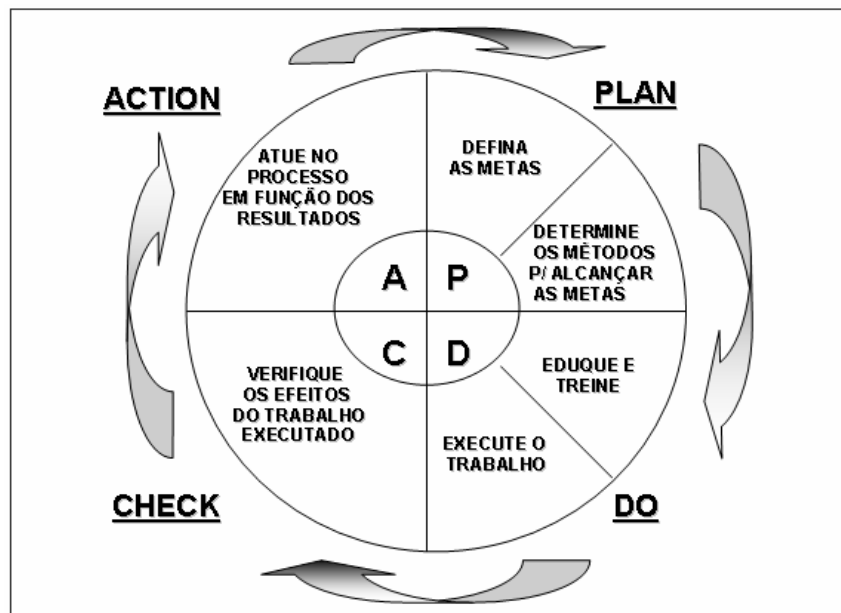 ACTION
PLAN
ATUE NO
PROCESSO
EM FUNÇÃO DOS
RESULTADOS
DEFINA
AS METAS
DETERMINE
OS MÉTODOS
P/ ALCANÇAR
AS METAS
A
P
C
D
VERIFIQUE
OS EFEITOS
DO TRABALHO
EXECUTADO
EDUQUE E
TREINE
EXECUTE O
TRABALHO
CHECK
DO